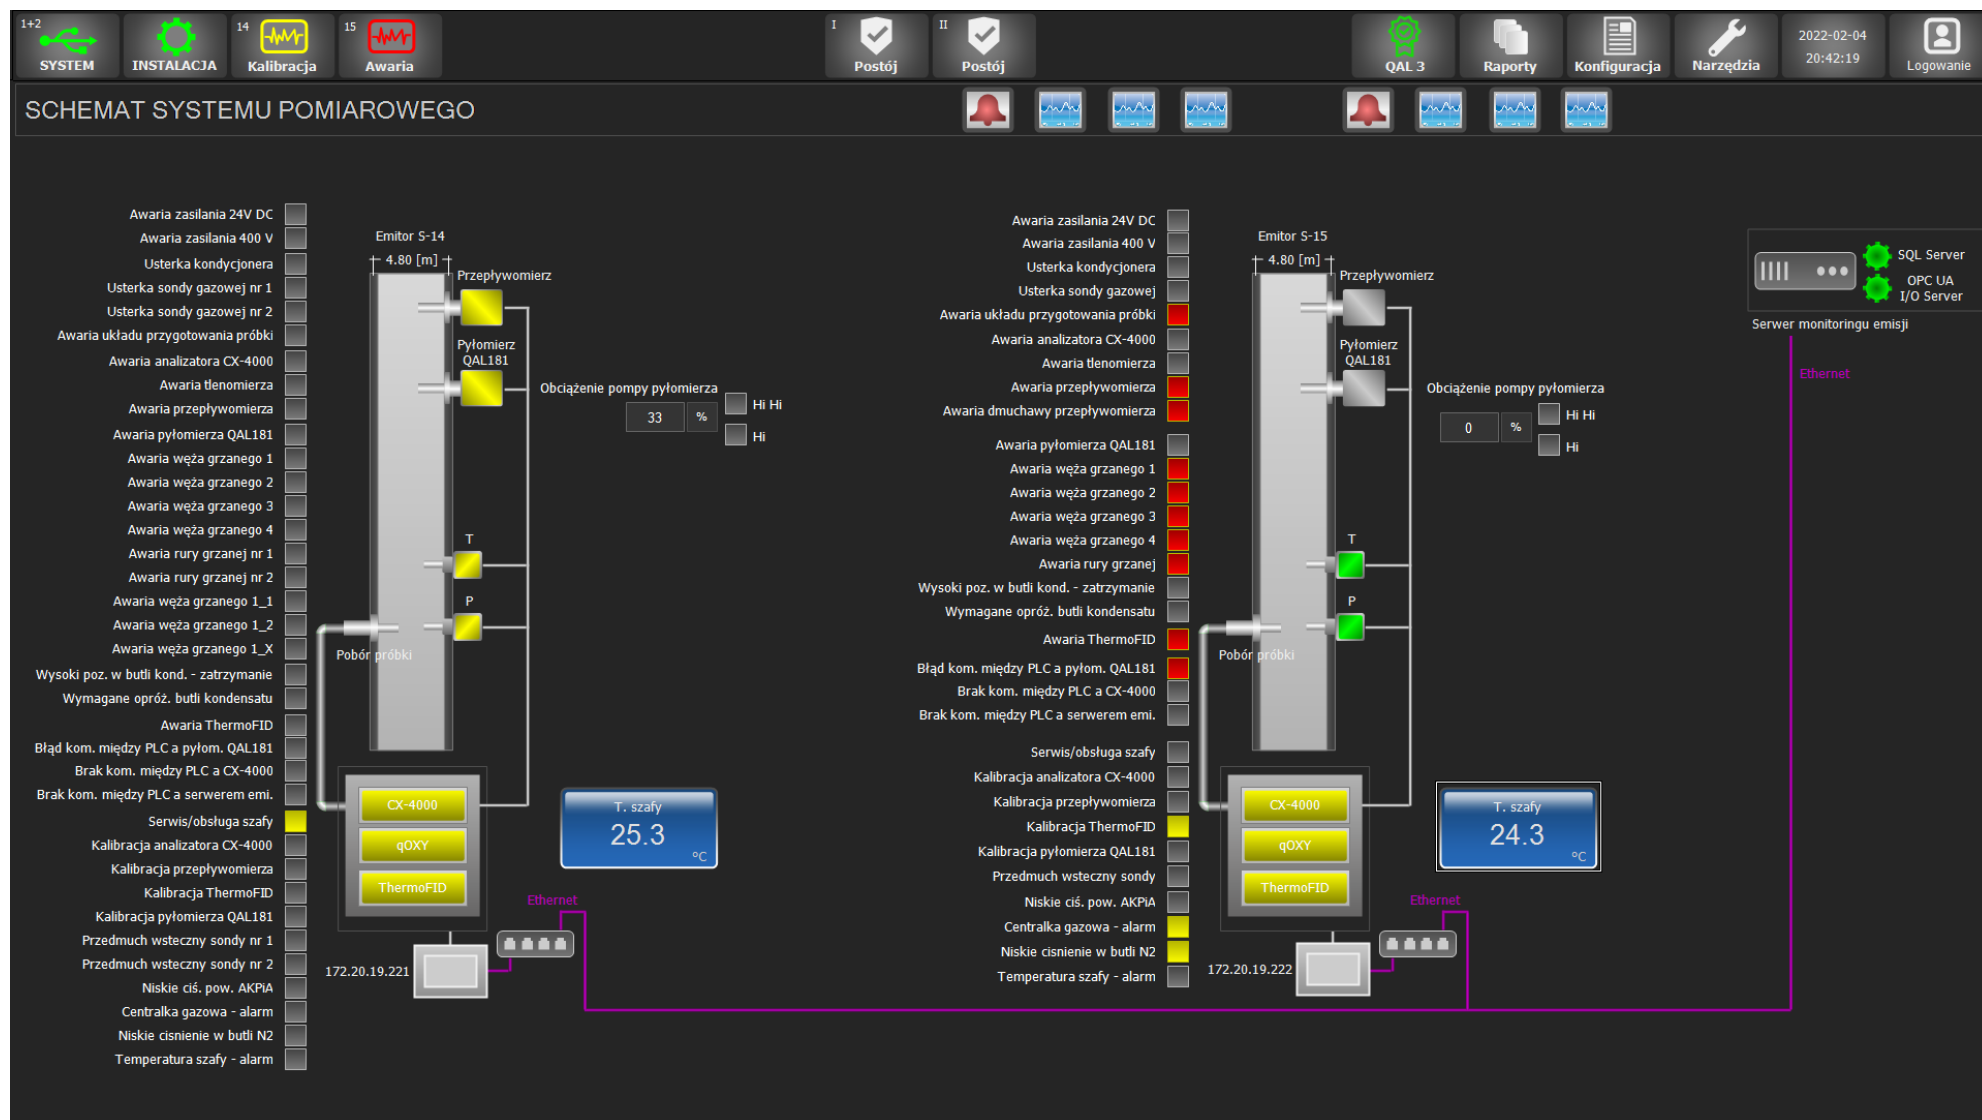 1+2
SYSTEM
INSTALACJA
14
Kalibracja
15
Awaria
I
Postój
II
Postój
QAL 3
Raporty
Konfiguracja
Narzędzia
2022-02-04
20:42:19
Logowanie
SCHEMAT SYSTEMU POMIAROWEGO
Awaria zasilania 24V DC
Awaria zasilania 400 V
Usterka kondycjonera
Usterka sondy gazowej nr 1
Usterka sondy gazowej nr 2
Awaria układu przygotowania próbki
Awaria analizatora CX-4000
Awaria tlenomierza
Awaria przepływomierza
Awaria pyłomierza QAL181
Awaria węża grzanego 1
Awaria węża grzanego 2
Awaria węża grzanego 3
Awaria węża grzanego 4
Awaria rury grzanej nr 1
Awaria rury grzanej nr 2
Awaria węża grzanego 1_1
Awaria węża grzanego 1_2
Awaria węża grzanego 1_X
Wysoki poz. w butli kond. - zatrzymanie
Wymagane opróż. butli kondensatu
Awaria ThermoFID
Błąd kom. między PLC a pyłom. QAL181
Brak kom. między PLC a CX-4000
Brak kom. między PLC a serwerem emi.
Serwis/obsługa szafy
Kalibracja analizatora CX-4000
Kalibracja przepływomierza
Kalibracja ThermoFID
Kalibracja pyłomierza QAL181
Przedmuch wsteczny sondy nr 1
Przedmuch wsteczny sondy nr 2
Niskie ciś. pow. AKPiA
Centralka gazowa - alarm
Niskie cisnienie w butli N2
Temperatura szafy - alarm
Emitor S-14
4.80 [m]
Przepływomierz
Pyłomierz
QAL181
Obciążenie pompy pyłomierza
33 %
Hi Hi
Hi
T
P
Pobór próbki
CX-4000
qOXY
ThermoFID
T. szafy
25.3
°C
Ethernet
172.20.19.221
Awaria zasilania 24V DC
Awaria zasilania 400 V
Usterka kondycjonera
Usterka sondy gazowej
Awaria układu przygotowania próbki
Awaria analizatora CX-4000
Awaria tlenomierza
Awaria przepływomierza
Awaria dmuchawy przepływomierza
Awaria pyłomierza QAL181
Awaria węża grzanego 1
Awaria węża grzanego 2
Awaria węża grzanego 3
Awaria węża grzanego 4
Awaria rury grzanej
Wysoki poz. w butli kond. - zatrzymanie
Wymagane opróż. butli kondensatu
Awaria ThermoFID
Błąd kom. między PLC a pyłom. QAL181
Brak kom. między PLC a CX-4000
Brak kom. między PLC a serwerem emi.
Serwis/obsługa szafy
Kalibracja analizatora CX-4000
Kalibracja przepływomierza
Kalibracja ThermoFID
Kalibracja pyłomierza QAL181
Przedmuch wsteczny sondy
Niskie ciś. pow. AKPiA
Centralka gazowa - alarm
Niskie cisnienie w butli N2
Temperatura szafy - alarm
Emitor S-15
4.80 [m]
Przepływomierz
Pyłomierz
QAL181
Obciążenie pompy pyłomierza
0 %
Hi Hi
Hi
T
P
Pobór próbki
CX-4000
qOXY
ThermoFID
T. szafy
24.3
°C
Ethernet
172.20.19.222
SQL Server
OPC UA
I/O Server
Serwer monitoringu emisji
Ethernet